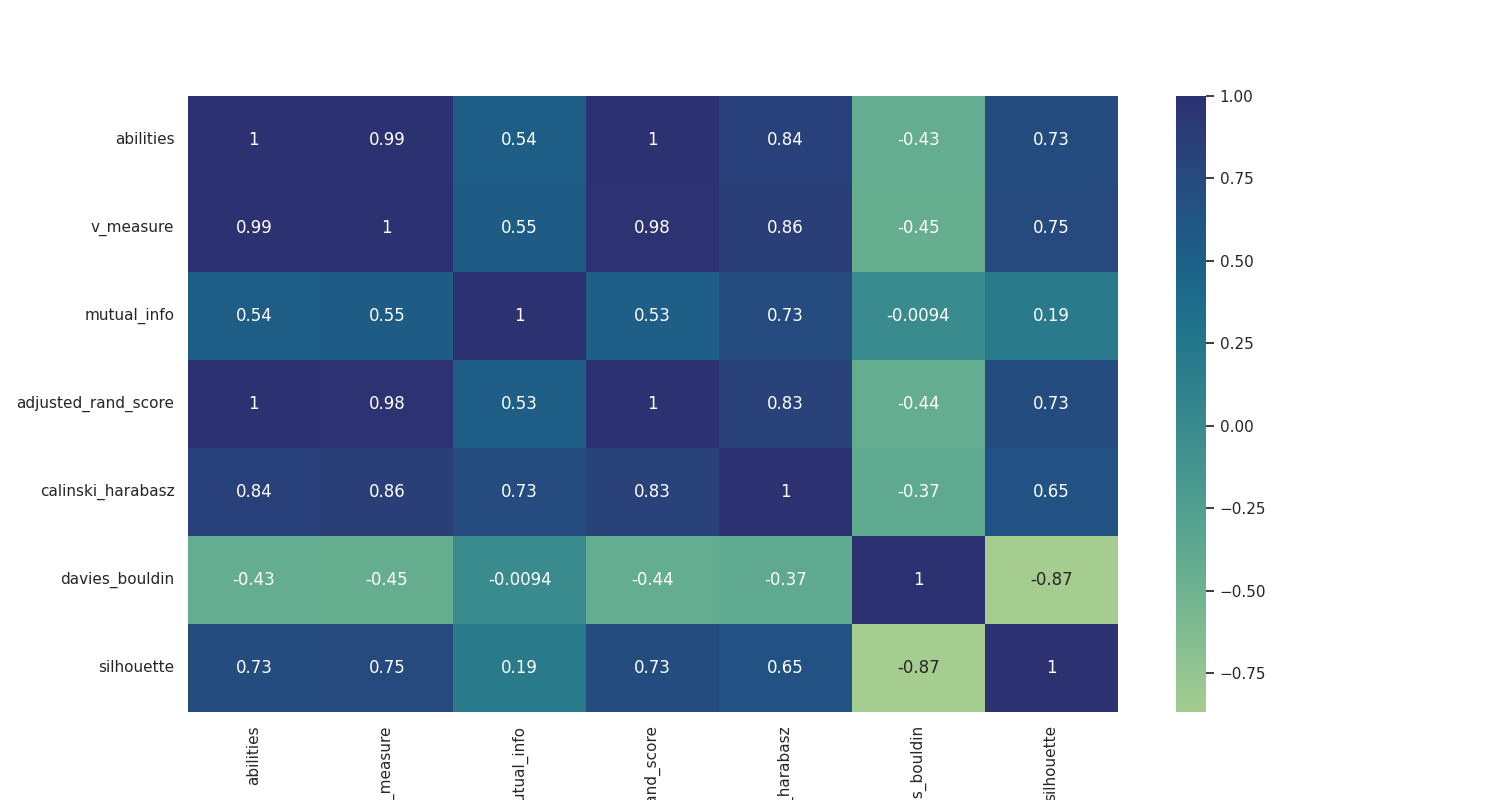 abilities 1 0.99 0.54 1 0.84 -0.43 0.73
v_measure 0.99 1 0.55 0.98 0.86 -0.45 0.75
mutual_info 0.54 0.55 1 0.53 0.73 -0.0094 0.19
adjusted_rand_score 1 0.98 0.53 1 0.83 -0.44 0.73
calinski_harabasz 0.84 0.86 0.73 0.83 1 -0.37 0.65
davies_bouldin -0.43 -0.45 -0.0094 -0.44 -0.37 1 -0.87
silhouette 0.73 0.75 0.19 0.73 0.65 -0.87 1
abilities
_measure
utual_info
and_score
_harabasz
s_bouldin
silhouette
1.00
0.75
0.50
0.25
0.00
−0.25
−0.50
−0.75